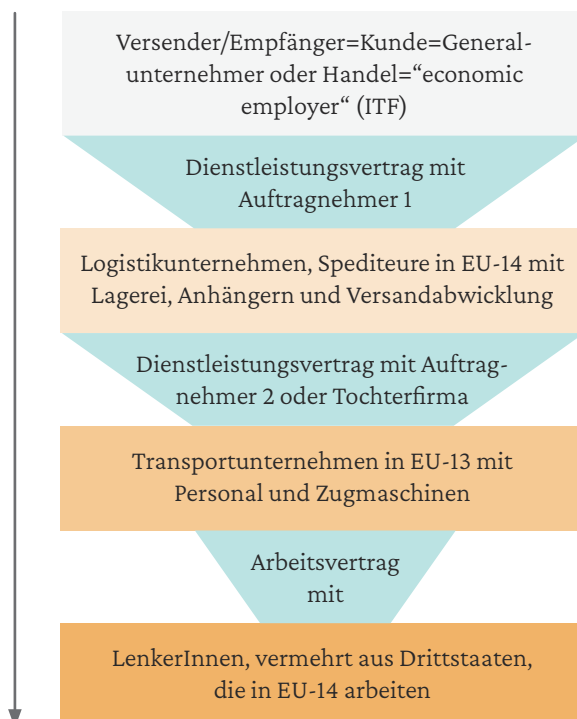 Versender/Empfänger=Kunde=General-
unternehmer oder Handel=“economic
employer“ (ITF)
Dienstleistungsvertrag mit
Auftragnehmer 1
Logistikunternehmen, Spediteure in EU-14 mit
Lagerei, Anhängern und Versandabwicklung
Dienstleistungsvertrag mit Auftrag-
nehmer 2 oder Tochterfirma
Transportunternehmen in EU-13 mit
Personal und Zugmaschinen
Arbeitsvertrag
mit
LenkerInnen, vermehrt aus Drittstaaten,
die in EU-14 arbeiten